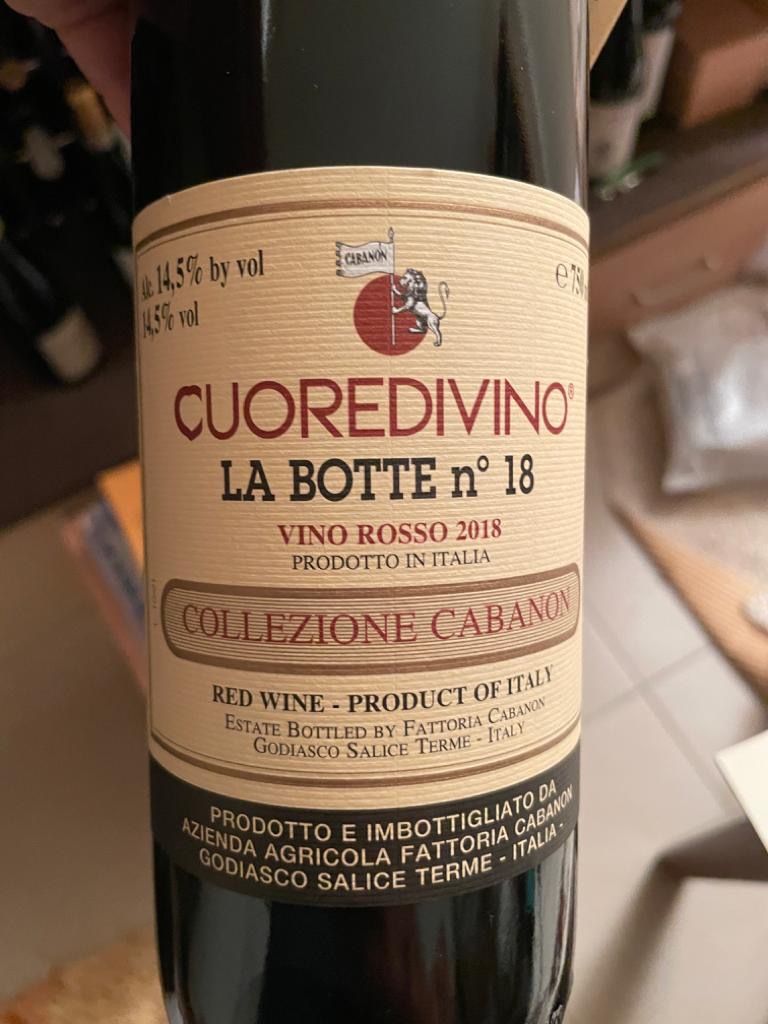 CABANON
Alc. 14,5% by vol
14,5% vol
℮ 750
CUOREDIVINO®
LA BOTTE n° 18
VINO ROSSO 2018
PRODOTTO IN ITALIA
COLLEZIONE CABANON
RED WINE - PRODUCT OF ITALY
ESTATE BOTTLED BY FATTORIA CABANON
GODIASCO SALICE TERME - ITALY
PRODOTTO E IMBOTTIGLIATO DA
AZIENDA AGRICOLA FATTORIA CABANON
GODIASCO SALICE TERME - ITALIA -